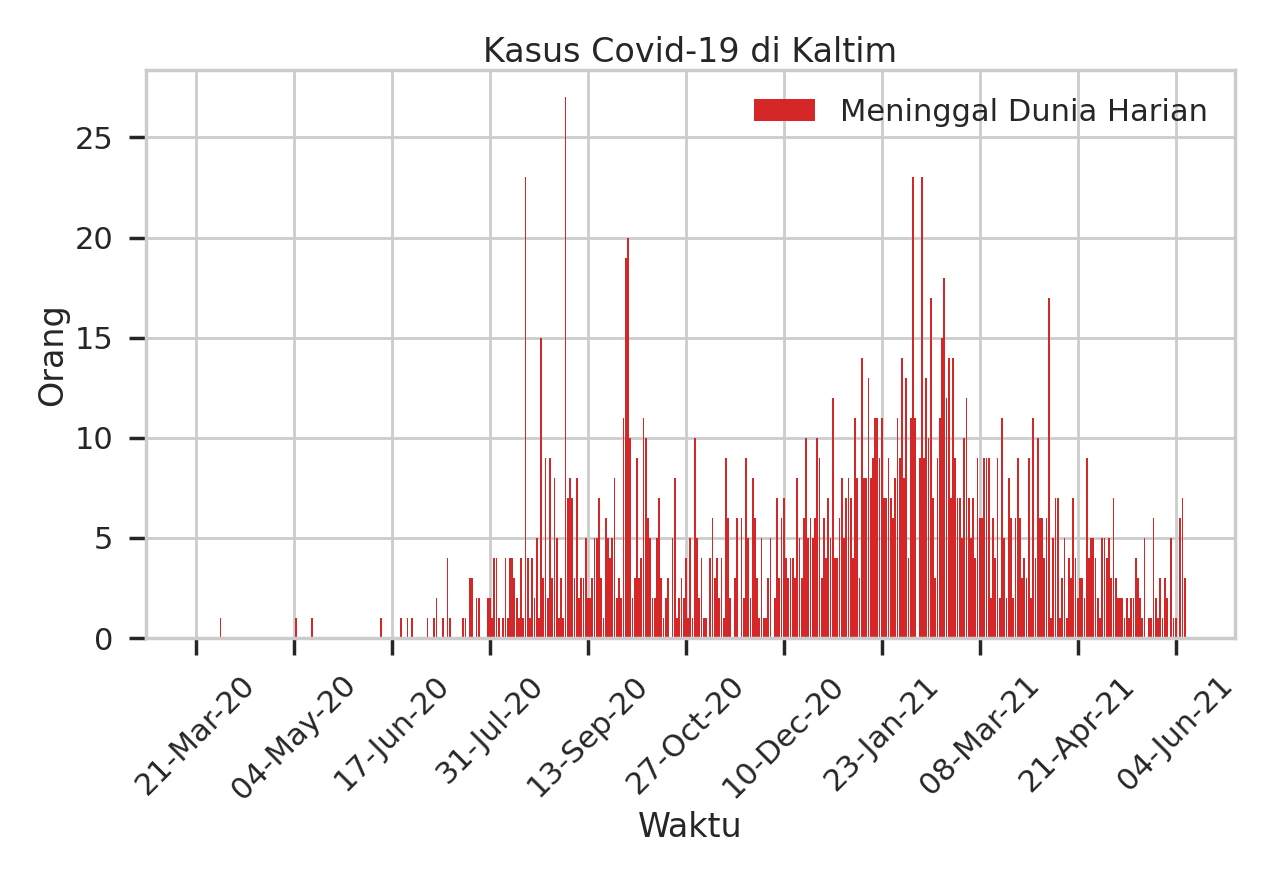 Kasus Covid-19 di Kaltim
Meninggal Dunia Harian
Orang
25
20
15
10
5
0
21-Mar-20
04-May-20
17-Jun-20
31-Jul-20
13-Sep-20
27-Oct-20
10-Dec-20
23-Jan-21
08-Mar-21
21-Apr-21
04-Jun-21
Waktu